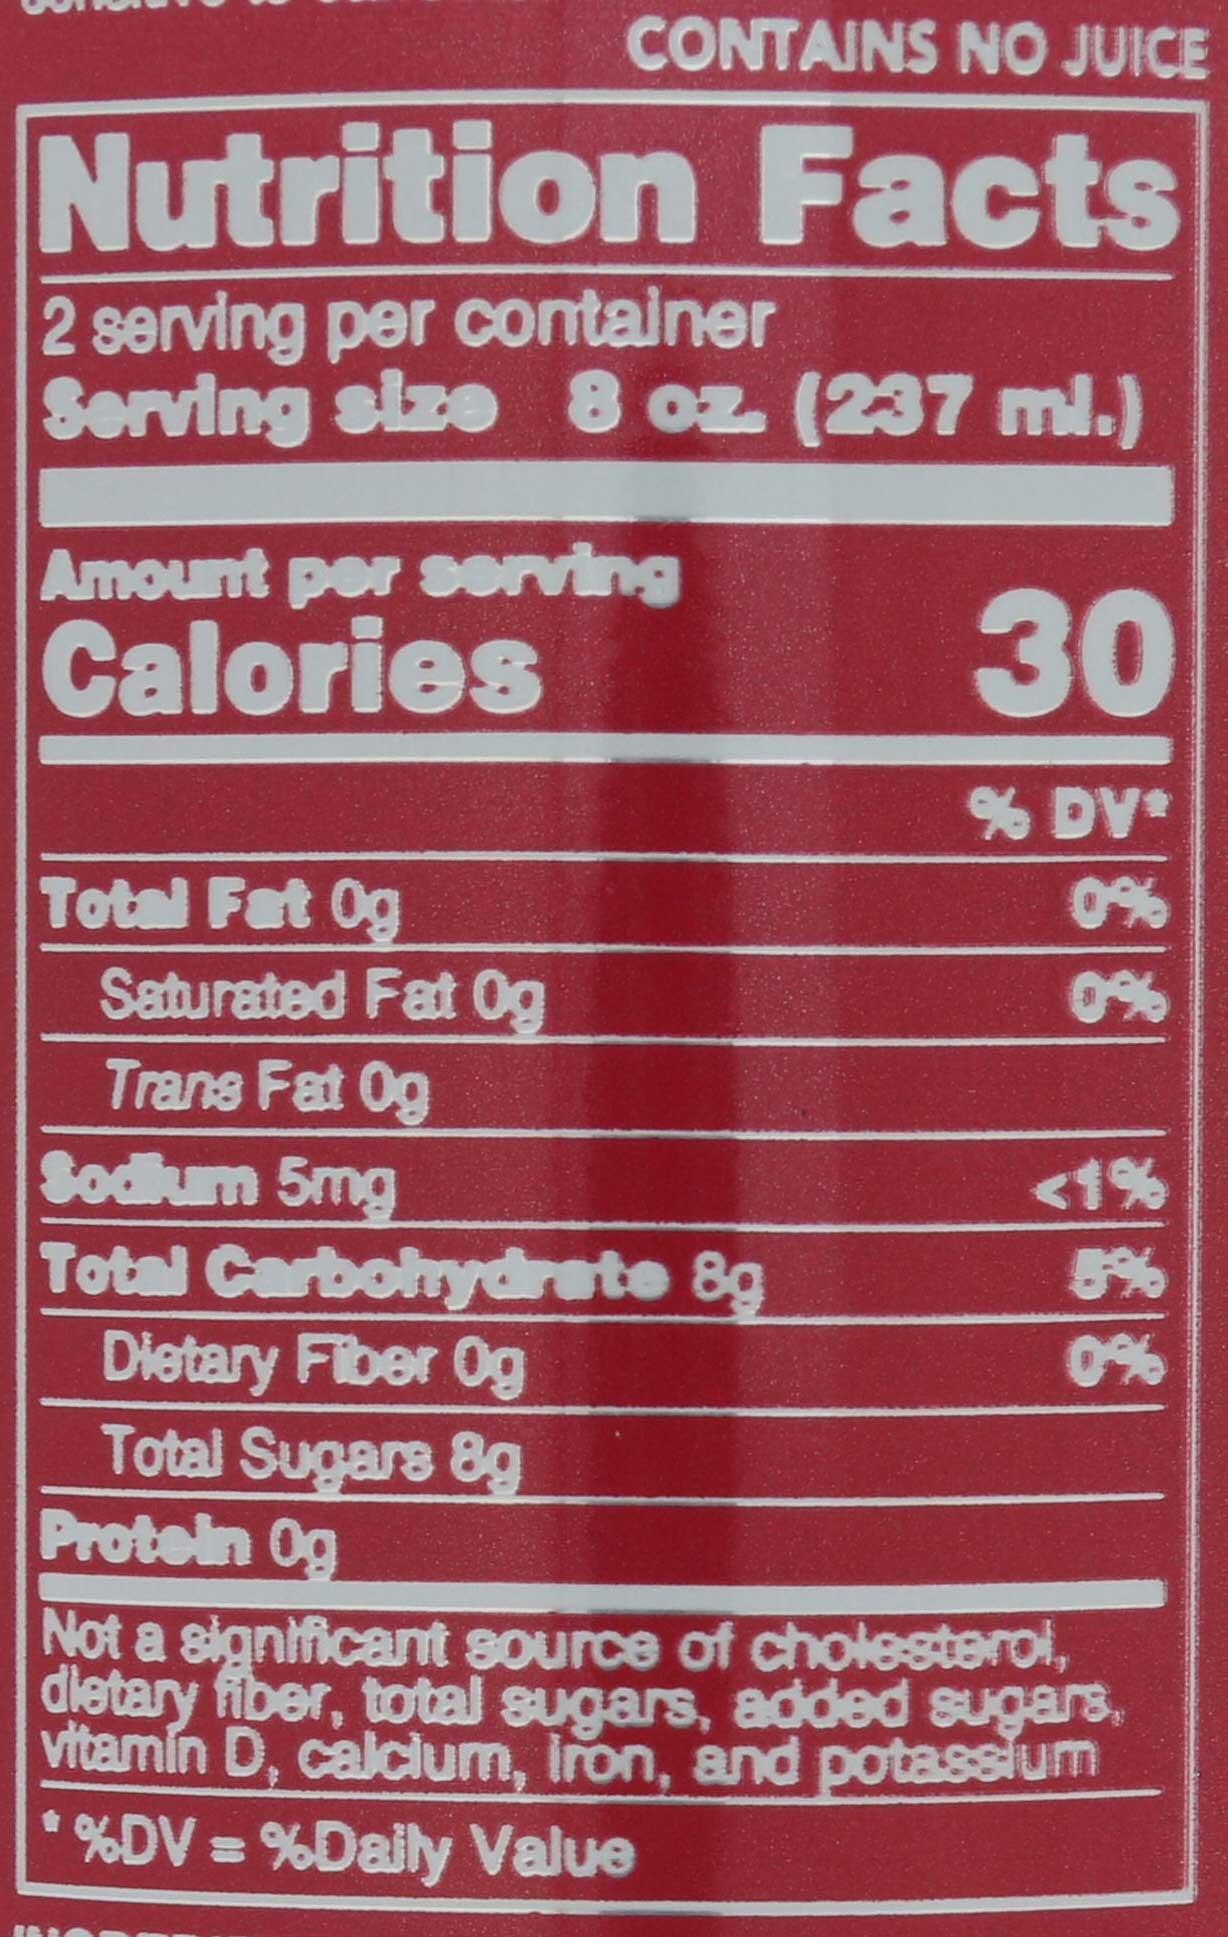 CONTAINS NO JUICE
Nutrition Facts
2 serving per container
Serving size 8 oz. (237 ml.)
Amount per serving
Calories 30
% DV*
Total Fat 0g 0%
Saturated Fat 0g 0%
Trans Fat 0g
Sodium 5mg <1%
Total Carbohydrate 8g 5%
Dietary Fiber 0g 0%
Total Sugars 8g
Protein 0g
Not a significant source of cholesterol,
dietary fiber, total sugars, added sugars,
vitamin D, calcium, iron, and potassium
* %DV = %Daily Value